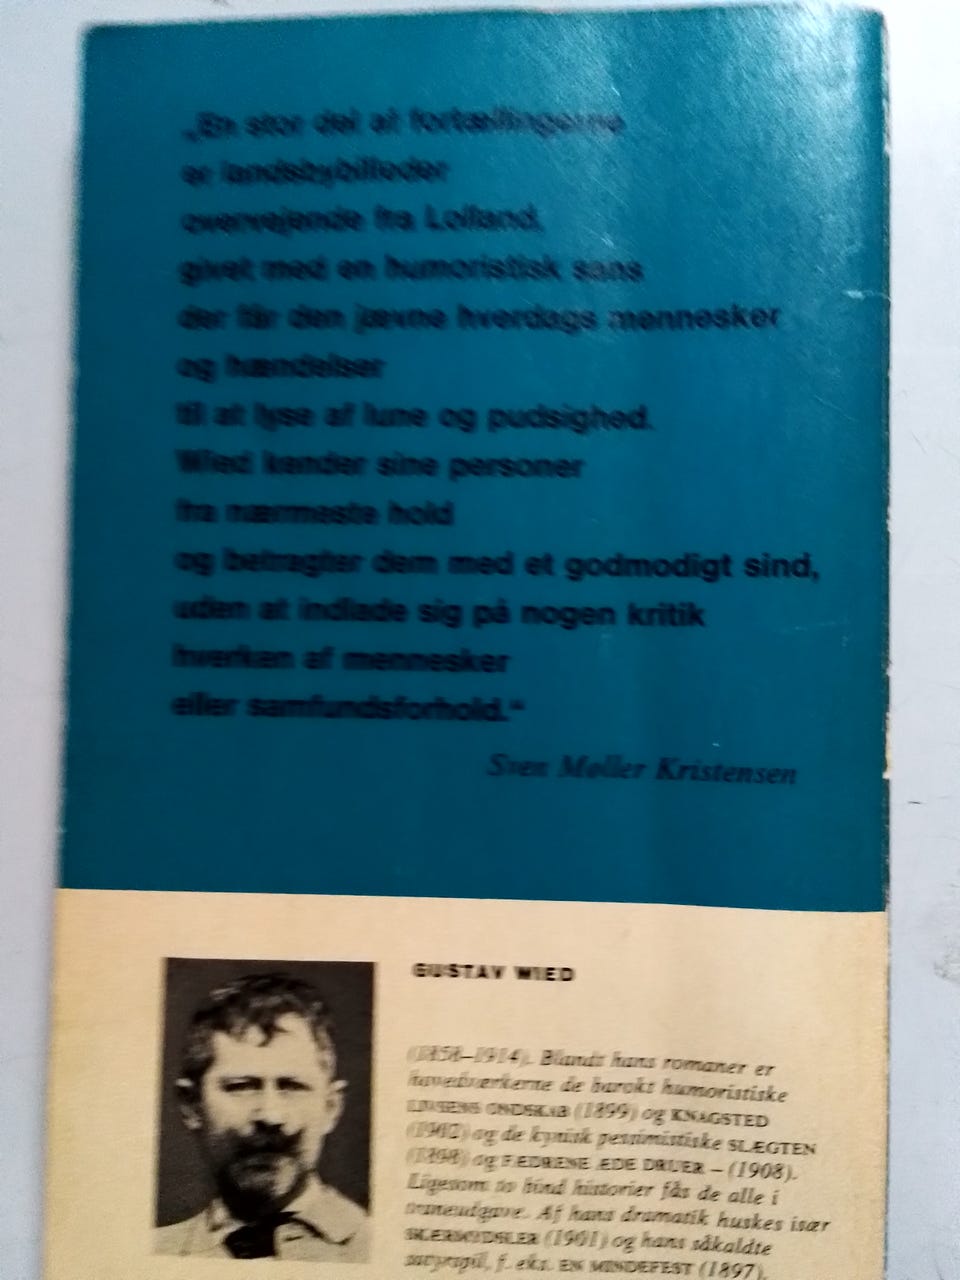 „En stor del af fortællingerne
er landsbybilleder
overvejende fra Lolland,
givet med en humoristisk sans
der får den jævne hverdags mennesker
og hændelser
til at lyse af lune og pudsighed.
Wied kender sine personer
fra nærmeste hold
og betragter dem med et godmodigt sind,
uden at indlade sig på nogen kritik
hverken af mennesker
eller samfundsforhold.“
Sven Møller Kristensen
GUSTAV WIED
(1858–1914). Blandt hans romaner er
hovedværkerne de barokt humoristiske
LIVSENS ONDSKAB (1899) og KNAGSTED
(1902) og de kynisk pessimistiske SLÆGTEN
(1898) og FÆDRENE ÆDE DRUER – (1908).
Ligesom to bind historier fås de alle i
traneudgave. Af hans dramatik huskes især
SKÆRMYDSLER (1901) og hans såkaldte
satyrspil, f. eks. EN MINDEFEST (1897).